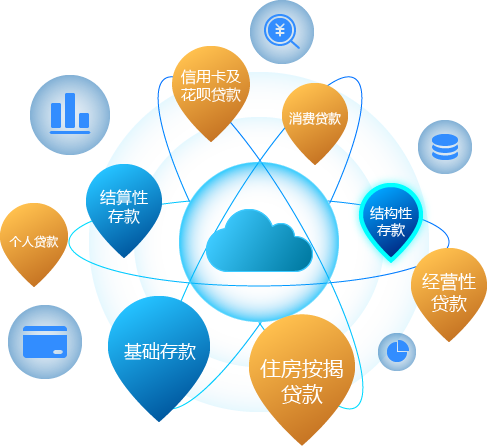 信用卡及
花呗贷款
消费贷款
结算性
存款
结构性
存款
个人贷款
经营性
贷款
基础存款
住房按揭
贷款